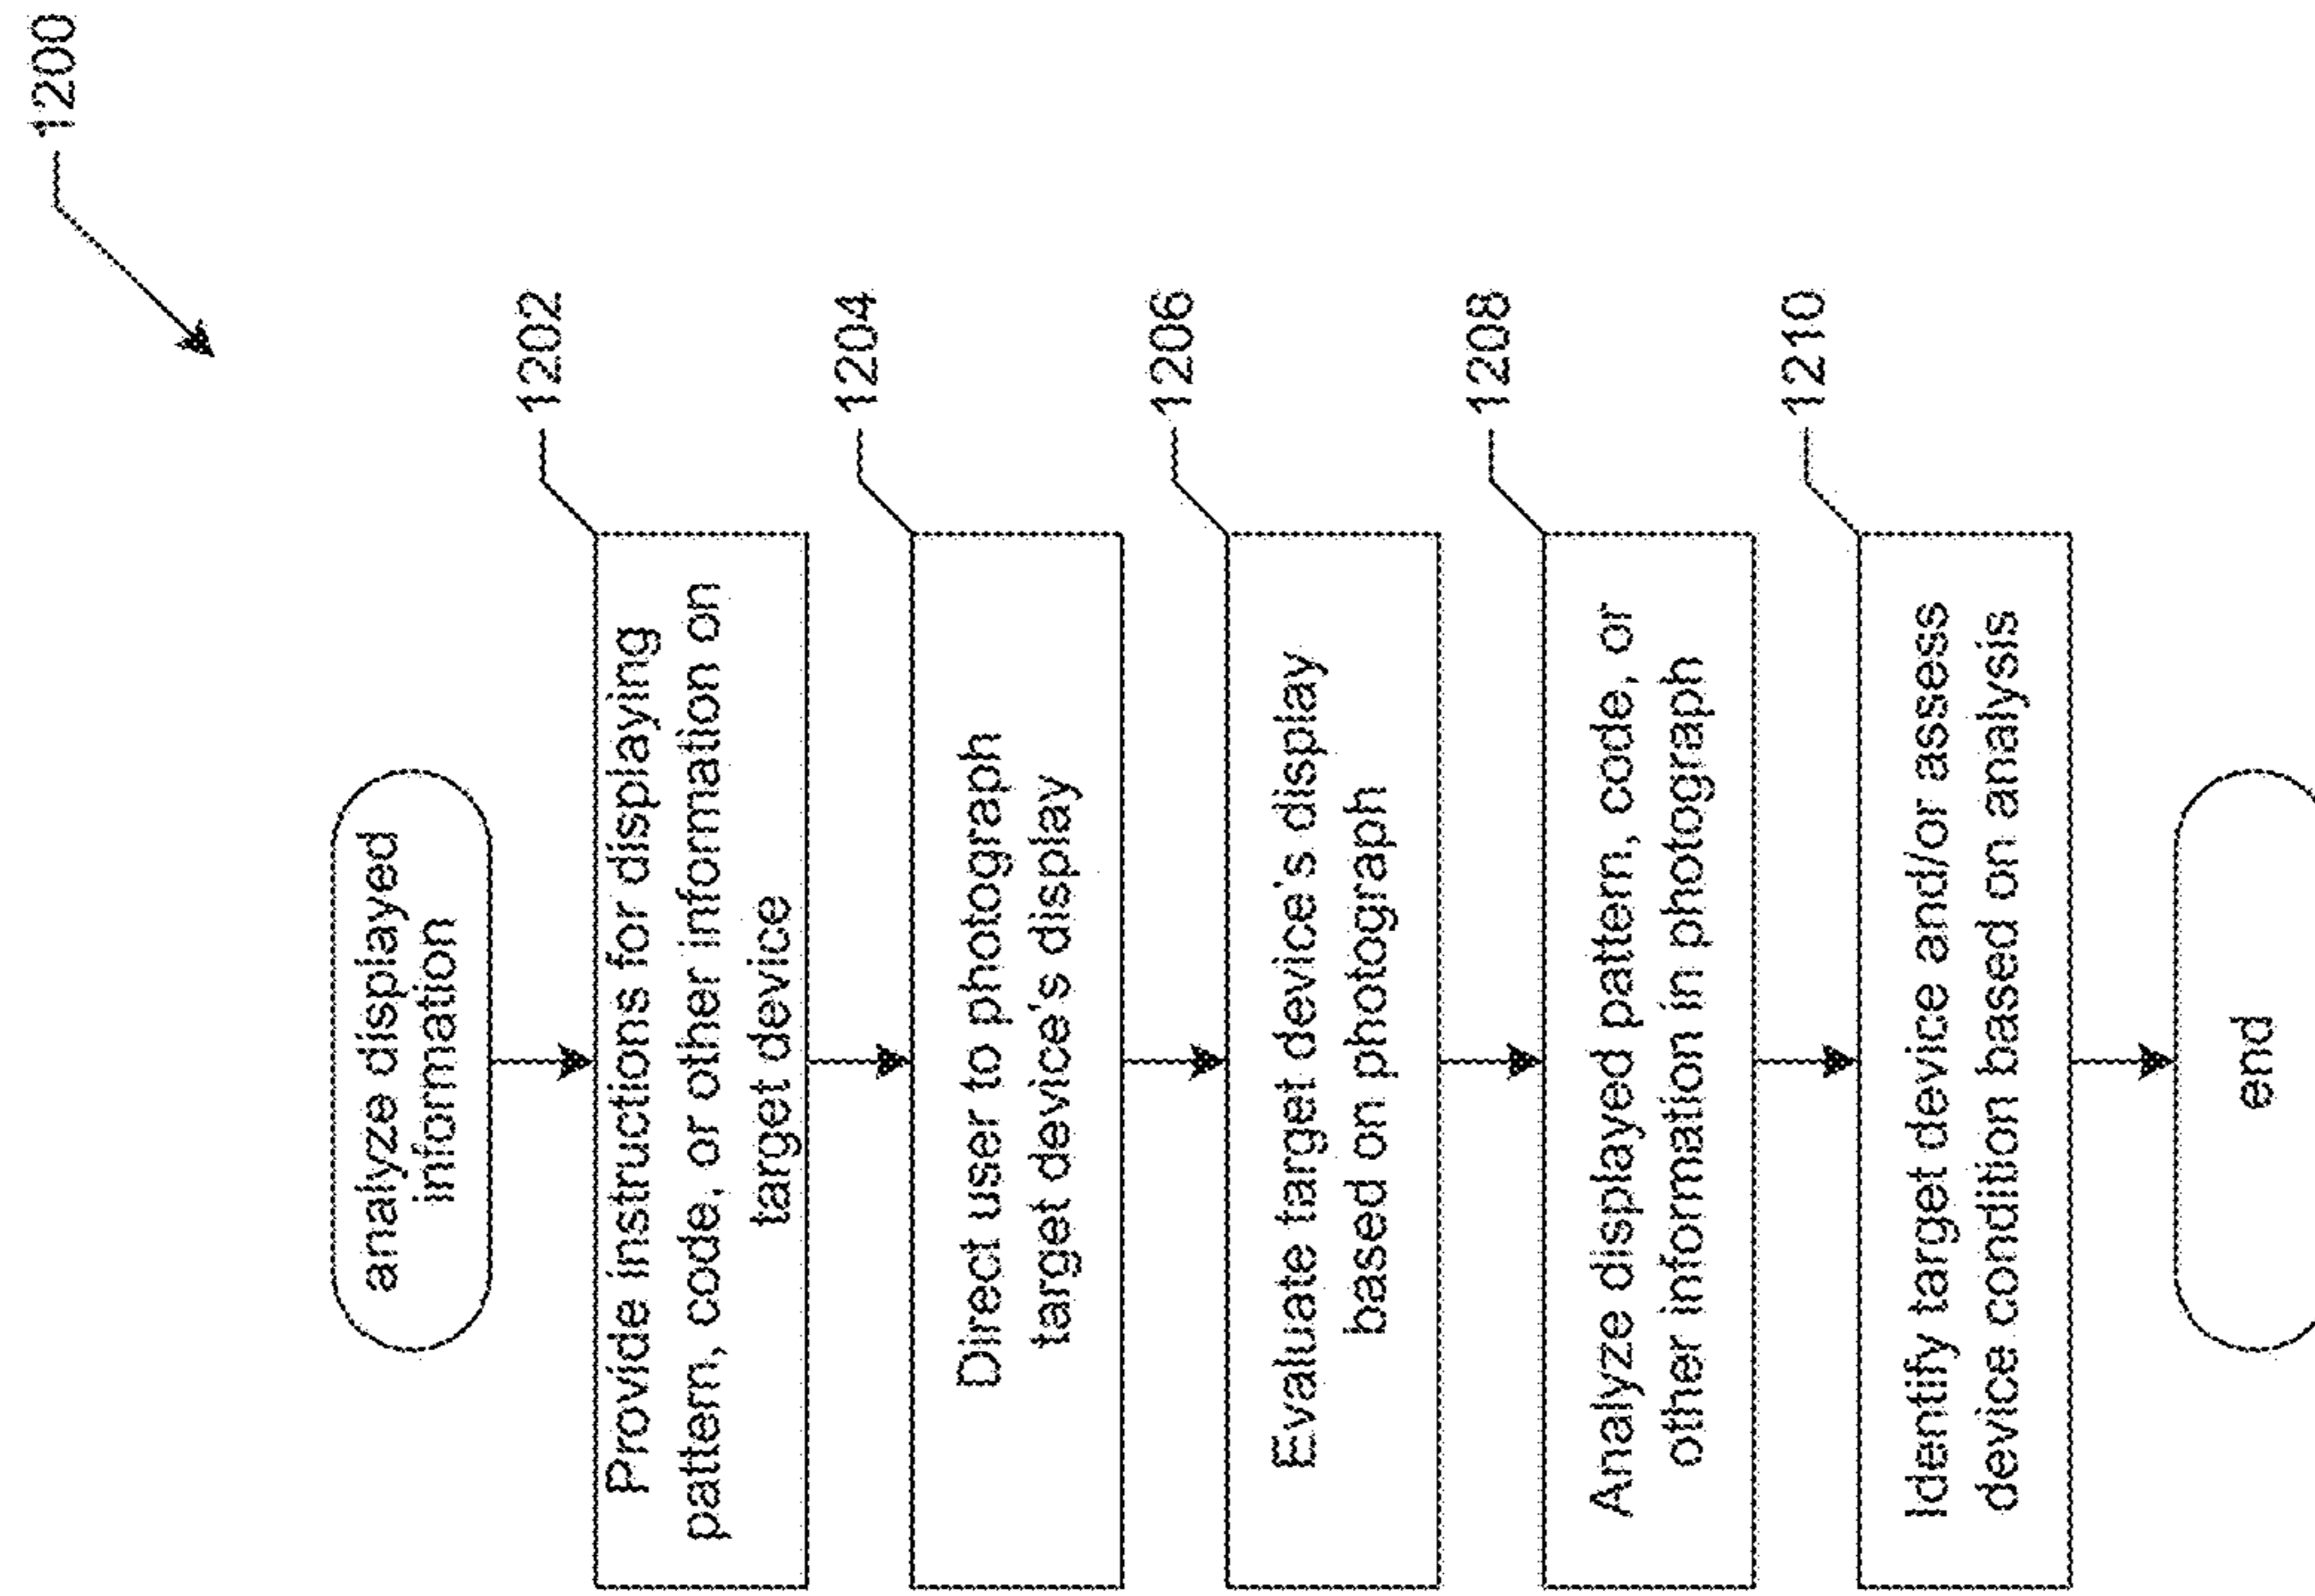 1200
analyze displayed
information
1202
Provide instructions for displaying
pattern, code, or other information on
target device
1204
Direct user to photograph
target device's display
1206
Evaluate target device's display
based on photograph
1208
Analyze displayed pattern, code, or
other information in photograph
1210
Identify target device and/or assess
device condition based on analysis
end